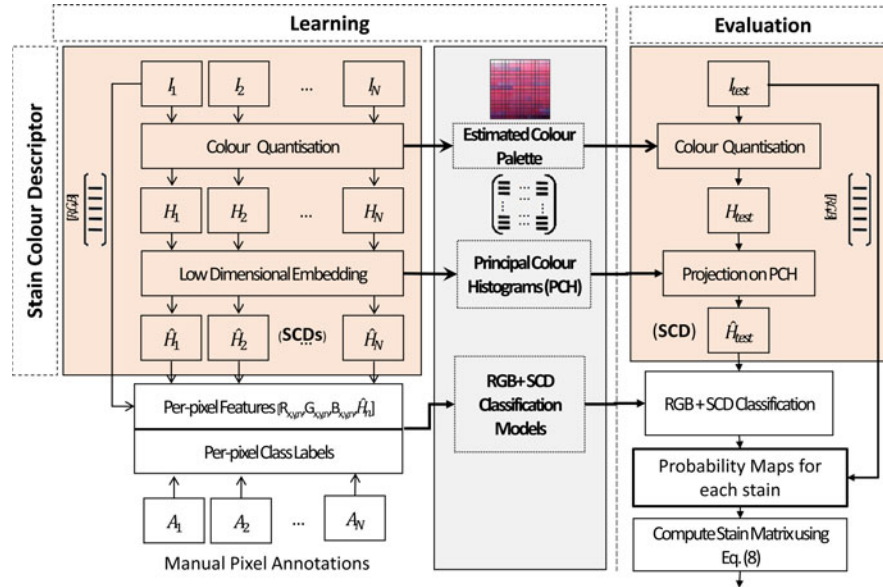 Learning
Evaluation
Stain Colour Descriptor
I1 I2 ... IN
Colour Quantisation
[RGB]
H1 H2 ... HN
Low Dimensional Embedding
Ĥ1 Ĥ2 (SCDs) ... ĤN
Per-pixel Features [Rx,y,n,Gx,y,n,Bx,y,n,Ĥn]
Per-pixel Class Labels
A1 A2 ... AN
Manual Pixel Annotations
Estimated Colour
Palette
... ...
⋮
... ...
Principal Colour
Histograms (PCH)
RGB+ SCD
Classification
Models
Itest
Colour Quantisation
[RGB]
Htest
Projection on PCH
(SCD) Ĥtest
RGB + SCD Classification
Probability Maps for
each stain
Compute Stain Matrix using
Eq. (8)